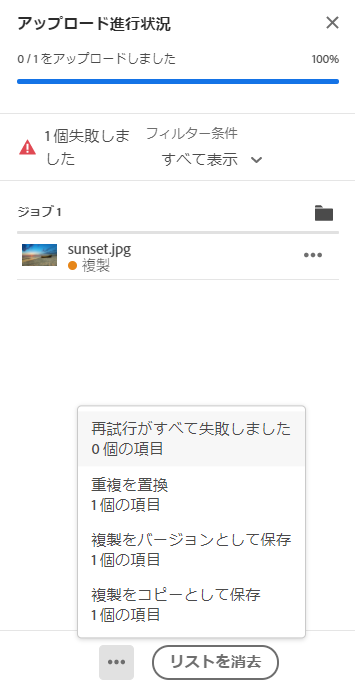 アップロード進行状況
0 / 1をアップロードしました 100%
1個失敗しま
した
フィルター条件
すべて表示
ジョブ 1
sunset.jpg
複製
再試行がすべて失敗しました
0 個の項目
重複を置換
1個の項目
複製をバージョンとして保存
1個の項目
複製をコピーとして保存
1個の項目
リストを消去